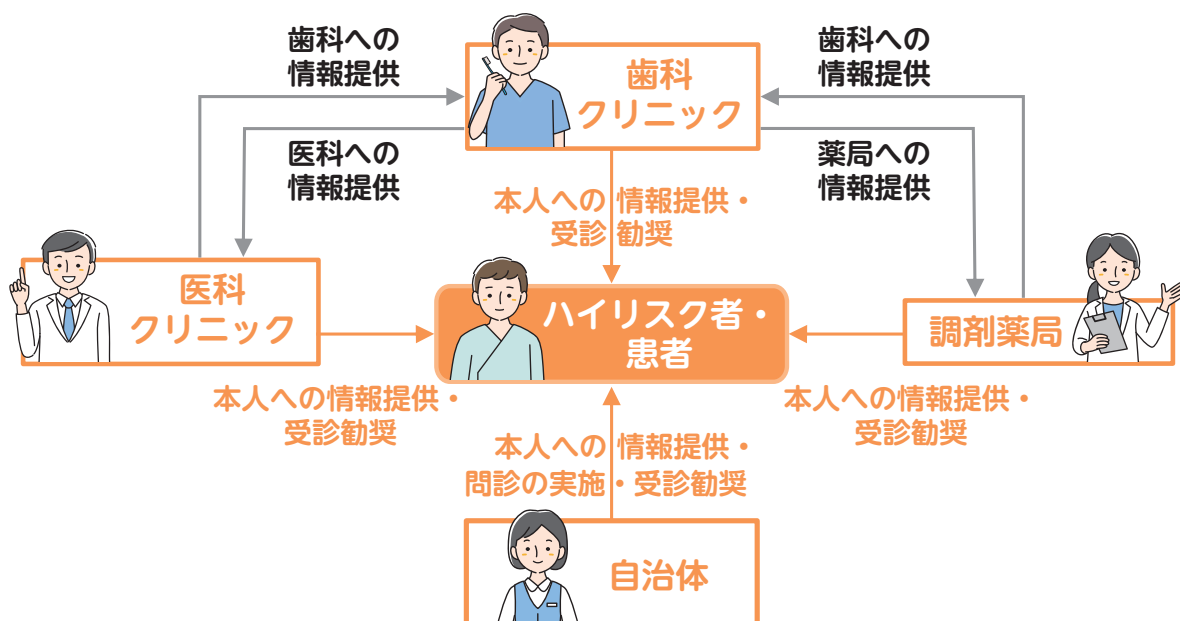 歯科への
情報提供
歯科
クリニック
歯科への
情報提供
医科への
情報提供
薬局への
情報提供
本人への情報提供・
受診勧奨
医科
クリニック
ハイリスク者・
患者
調剤薬局
本人への情報提供・
受診勧奨
本人への情報提供・
受診勧奨
本人への情報提供・
問診の実施・受診勧奨
自治体